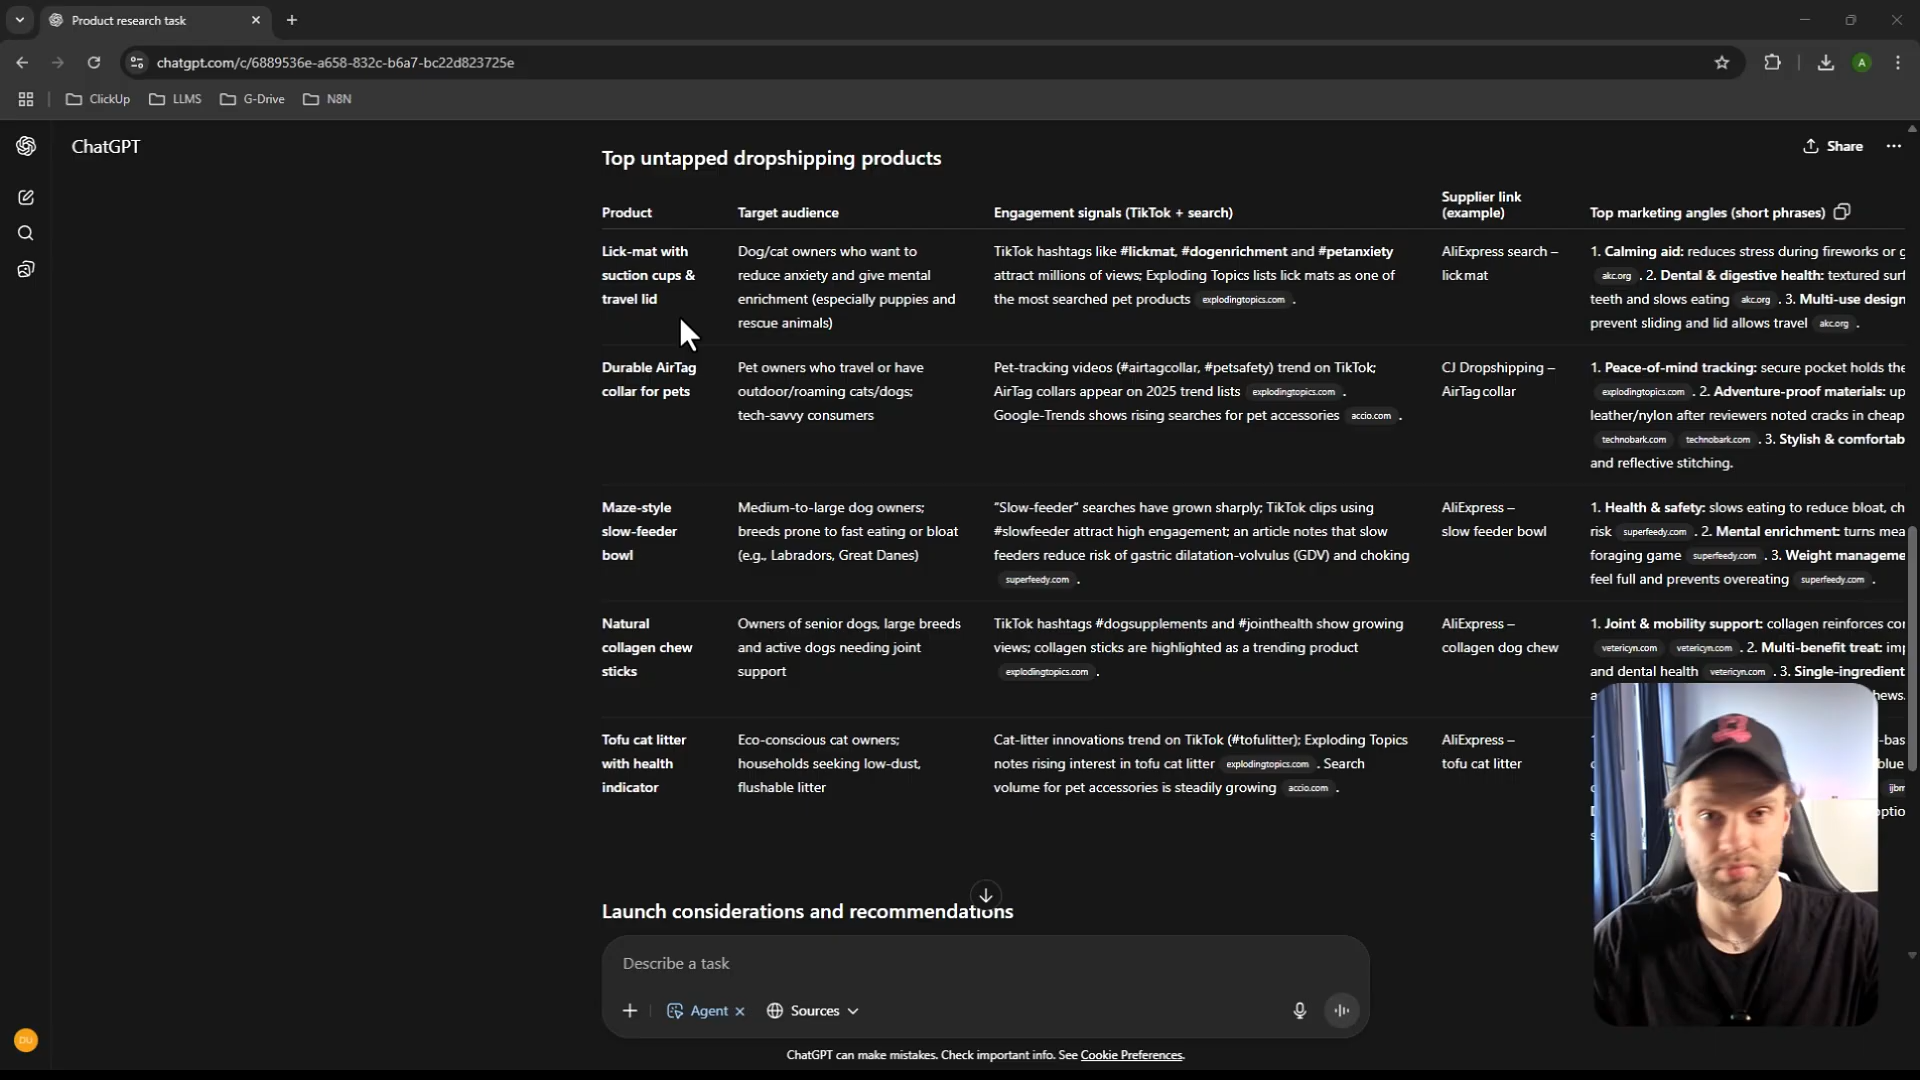 Product research task
chatgpt.com/c/6889536e-a658-832c-b6a7-bc22d823725e
A
ClickUp
LLMS
G-Drive
N8N
ChatGPT
Share
Top untapped dropshipping products
Product
Target audience
Engagement signals (TikTok + search)
Supplier link
(example)
Top marketing angles (short phrases)
Lick-mat with
suction cups &
travel lid
Dog/cat owners who want to
reduce anxiety and give mental
enrichment (especially puppies and
rescue animals)
TikTok hashtags like #lickmat, #dogenrichment and #petanxiety
attract millions of views; Exploding Topics lists lick mats as one of
the most searched pet products explodingtopics.com .
AliExpress search –
lick mat
1. Calming aid: reduces stress during fireworks or g
akc.org . 2. Dental & digestive health: textured surf
teeth and slows eating akc.org . 3. Multi-use design
prevent sliding and lid allows travel akc.org .
Durable AirTag
collar for pets
Pet owners who travel or have
outdoor/roaming cats/dogs;
tech-savvy consumers
Pet-tracking videos (#airtagcollar, #petsafety) trend on TikTok;
AirTag collars appear on 2025 trend lists explodingtopics.com .
Google-Trends shows rising searches for pet accessories accio.com .
CJ Dropshipping –
AirTag collar
1. Peace-of-mind tracking: secure pocket holds the
explodingtopics.com . 2. Adventure-proof materials: up
leather/nylon after reviewers noted cracks in cheap
technobark.com technobark.com . 3. Stylish & comfortab
and reflective stitching.
Maze-style
slow-feeder
bowl
Medium-to-large dog owners;
breeds prone to fast eating or bloat
(e.g., Labradors, Great Danes)
“Slow-feeder” searches have grown sharply; TikTok clips using
#slowfeeder attract high engagement; an article notes that slow
feeders reduce risk of gastric dilatation-volvulus (GDV) and choking
superfeedy.com .
AliExpress –
slow feeder bowl
1. Health & safety: slows eating to reduce bloat, ch
risk superfeedy.com . 2. Mental enrichment: turns mea
foraging game superfeedy.com . 3. Weight manageme
feel full and prevents overeating superfeedy.com .
Natural
collagen chew
sticks
Owners of senior dogs, large breeds
and active dogs needing joint
support
TikTok hashtags #dogsupplements and #jointhealth show growing
views; collagen sticks are highlighted as a trending product
explodingtopics.com .
AliExpress –
collagen dog chew
1. Joint & mobility support: collagen reinforces cor
vetericyn.com vetericyn.com . 2. Multi-benefit treat: imp
and dental health vetericyn.com . 3. Single-ingredient
hews.
Tofu cat litter
with health
indicator
Eco-conscious cat owners;
households seeking low-dust,
flushable litter
Cat-litter innovations trend on TikTok (#tofulitter); Exploding Topics
notes rising interest in tofu cat litter explodingtopics.com . Search
volume for pet accessories is steadily growing accio.com .
AliExpress –
tofu cat litter
-bas
blue
ijbm
ptio
Launch considerations and recommendations
Describe a task
Agent
Sources
DU
ChatGPT can make mistakes. Check important info. See Cookie Preferences.